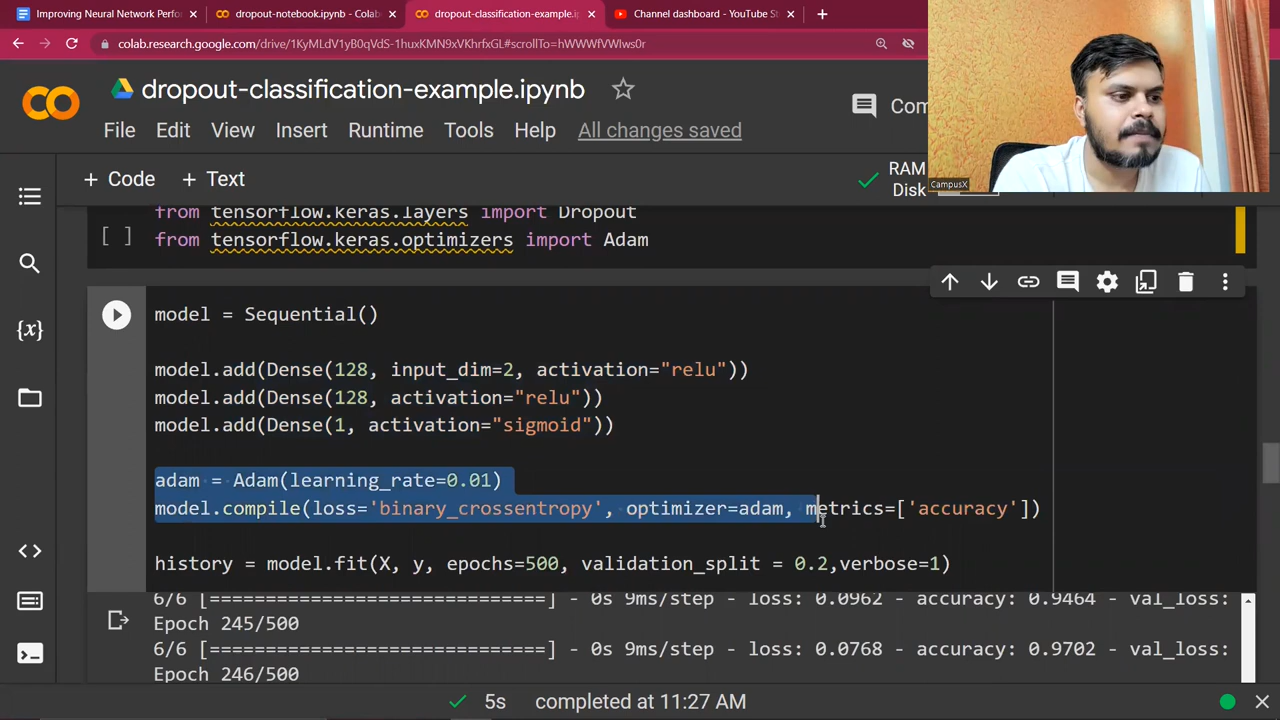 Improving Neural Network Perfo
dropout-notebook.ipynb - Colab
dropout-classification-example.ip
Channel dashboard - YouTube St
colab.research.google.com/drive/1KyMLdV1yB0qVdS-1huxKMN9xVKhrfxGL#scrollTo=hWWfVWIws0r
dropout-classification-example.ipynb
File Edit View Insert Runtime Tools Help All changes saved
Com
+ Code + Text
RAM
Disk
CampusX
from tensorflow.keras.layers import Dropout
[ ] from tensorflow.keras.optimizers import Adam
model = Sequential()
model.add(Dense(128, input_dim=2, activation="relu"))
model.add(Dense(128, activation="relu"))
model.add(Dense(1, activation="sigmoid"))
adam = Adam(learning_rate=0.01)
model.compile(loss='binary_crossentropy', optimizer=adam, metrics=['accuracy'])
history = model.fit(X, y, epochs=500, validation_split = 0.2,verbose=1)
6/6 [==============================] - 0s 9ms/step - loss: 0.0962 - accuracy: 0.9464 - val_loss:
Epoch 245/500
6/6 [==============================] - 0s 9ms/step - loss: 0.0768 - accuracy: 0.9702 - val_loss:
Epoch 246/500
5s completed at 11:27 AM